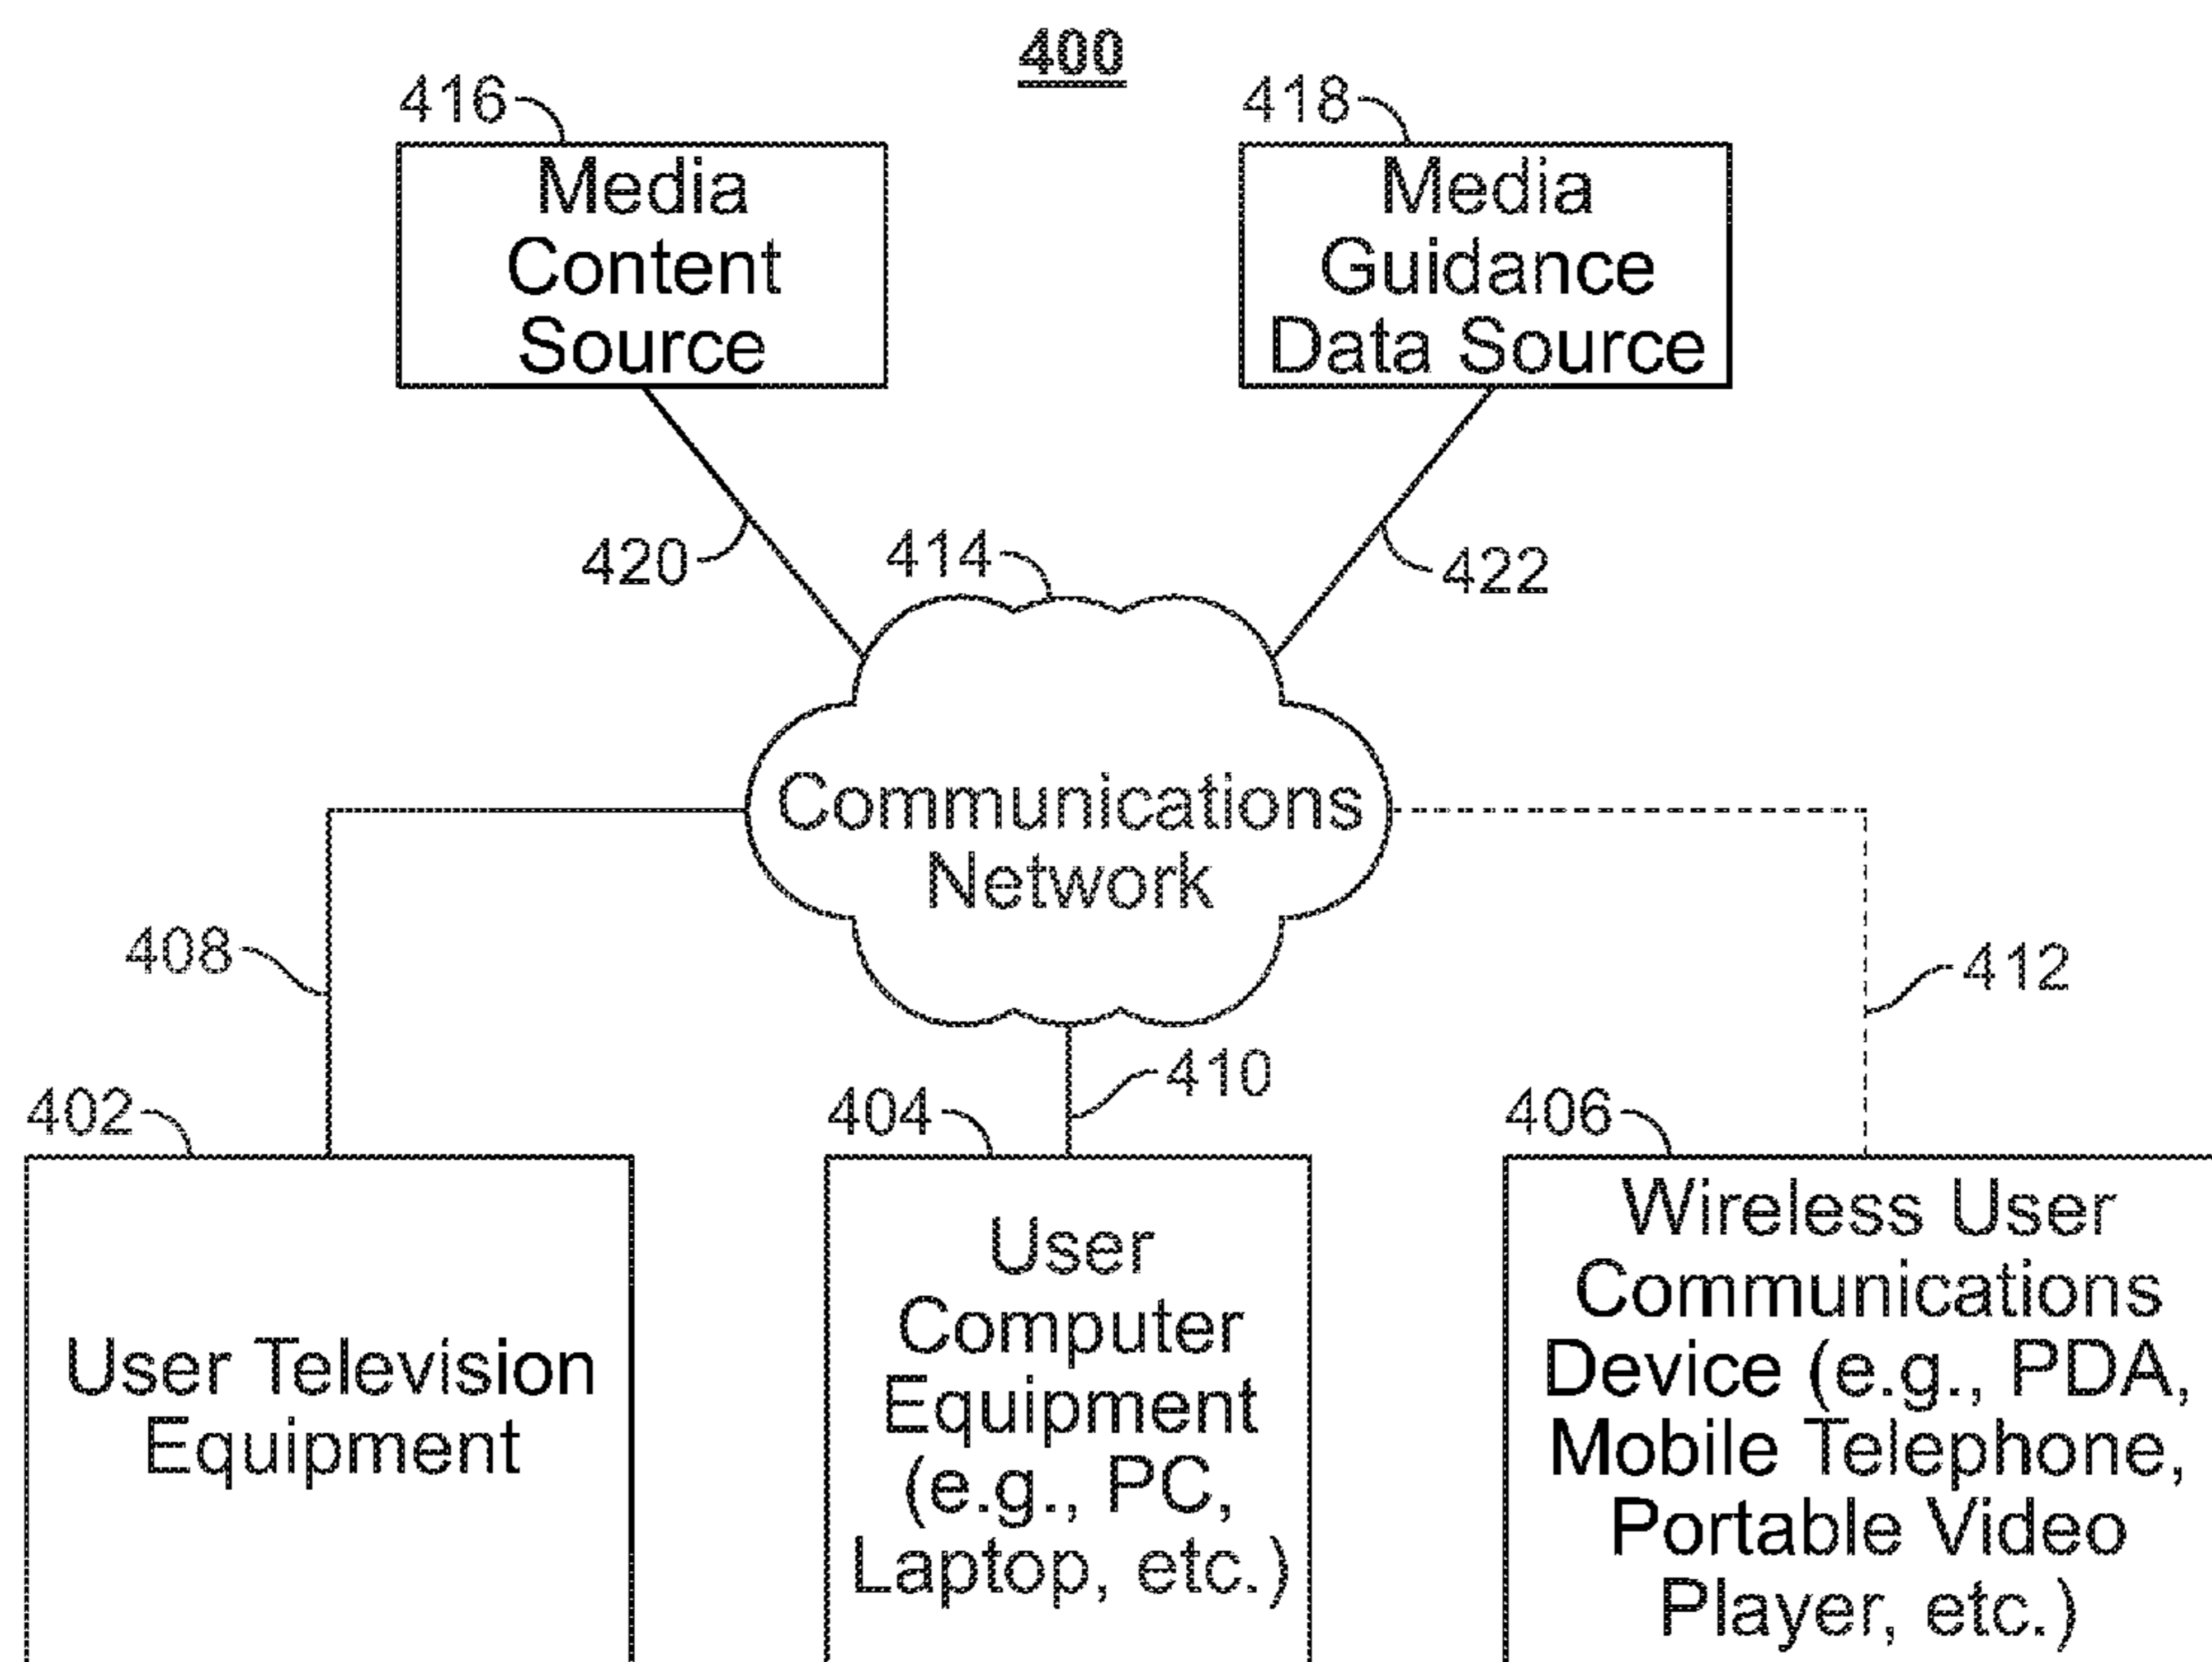 400
416
418
Media
Content
Source
Media
Guidance
Data Source
420
414
422
Communications
Network
408
412
410
402
404
406
User Television
Equipment
User
Computer
Equipment
(e.g., PC,
Laptop, etc.)
Wireless User
Communications
Device (e.g., PDA,
Mobile Telephone,
Portable Video
Player, etc.)